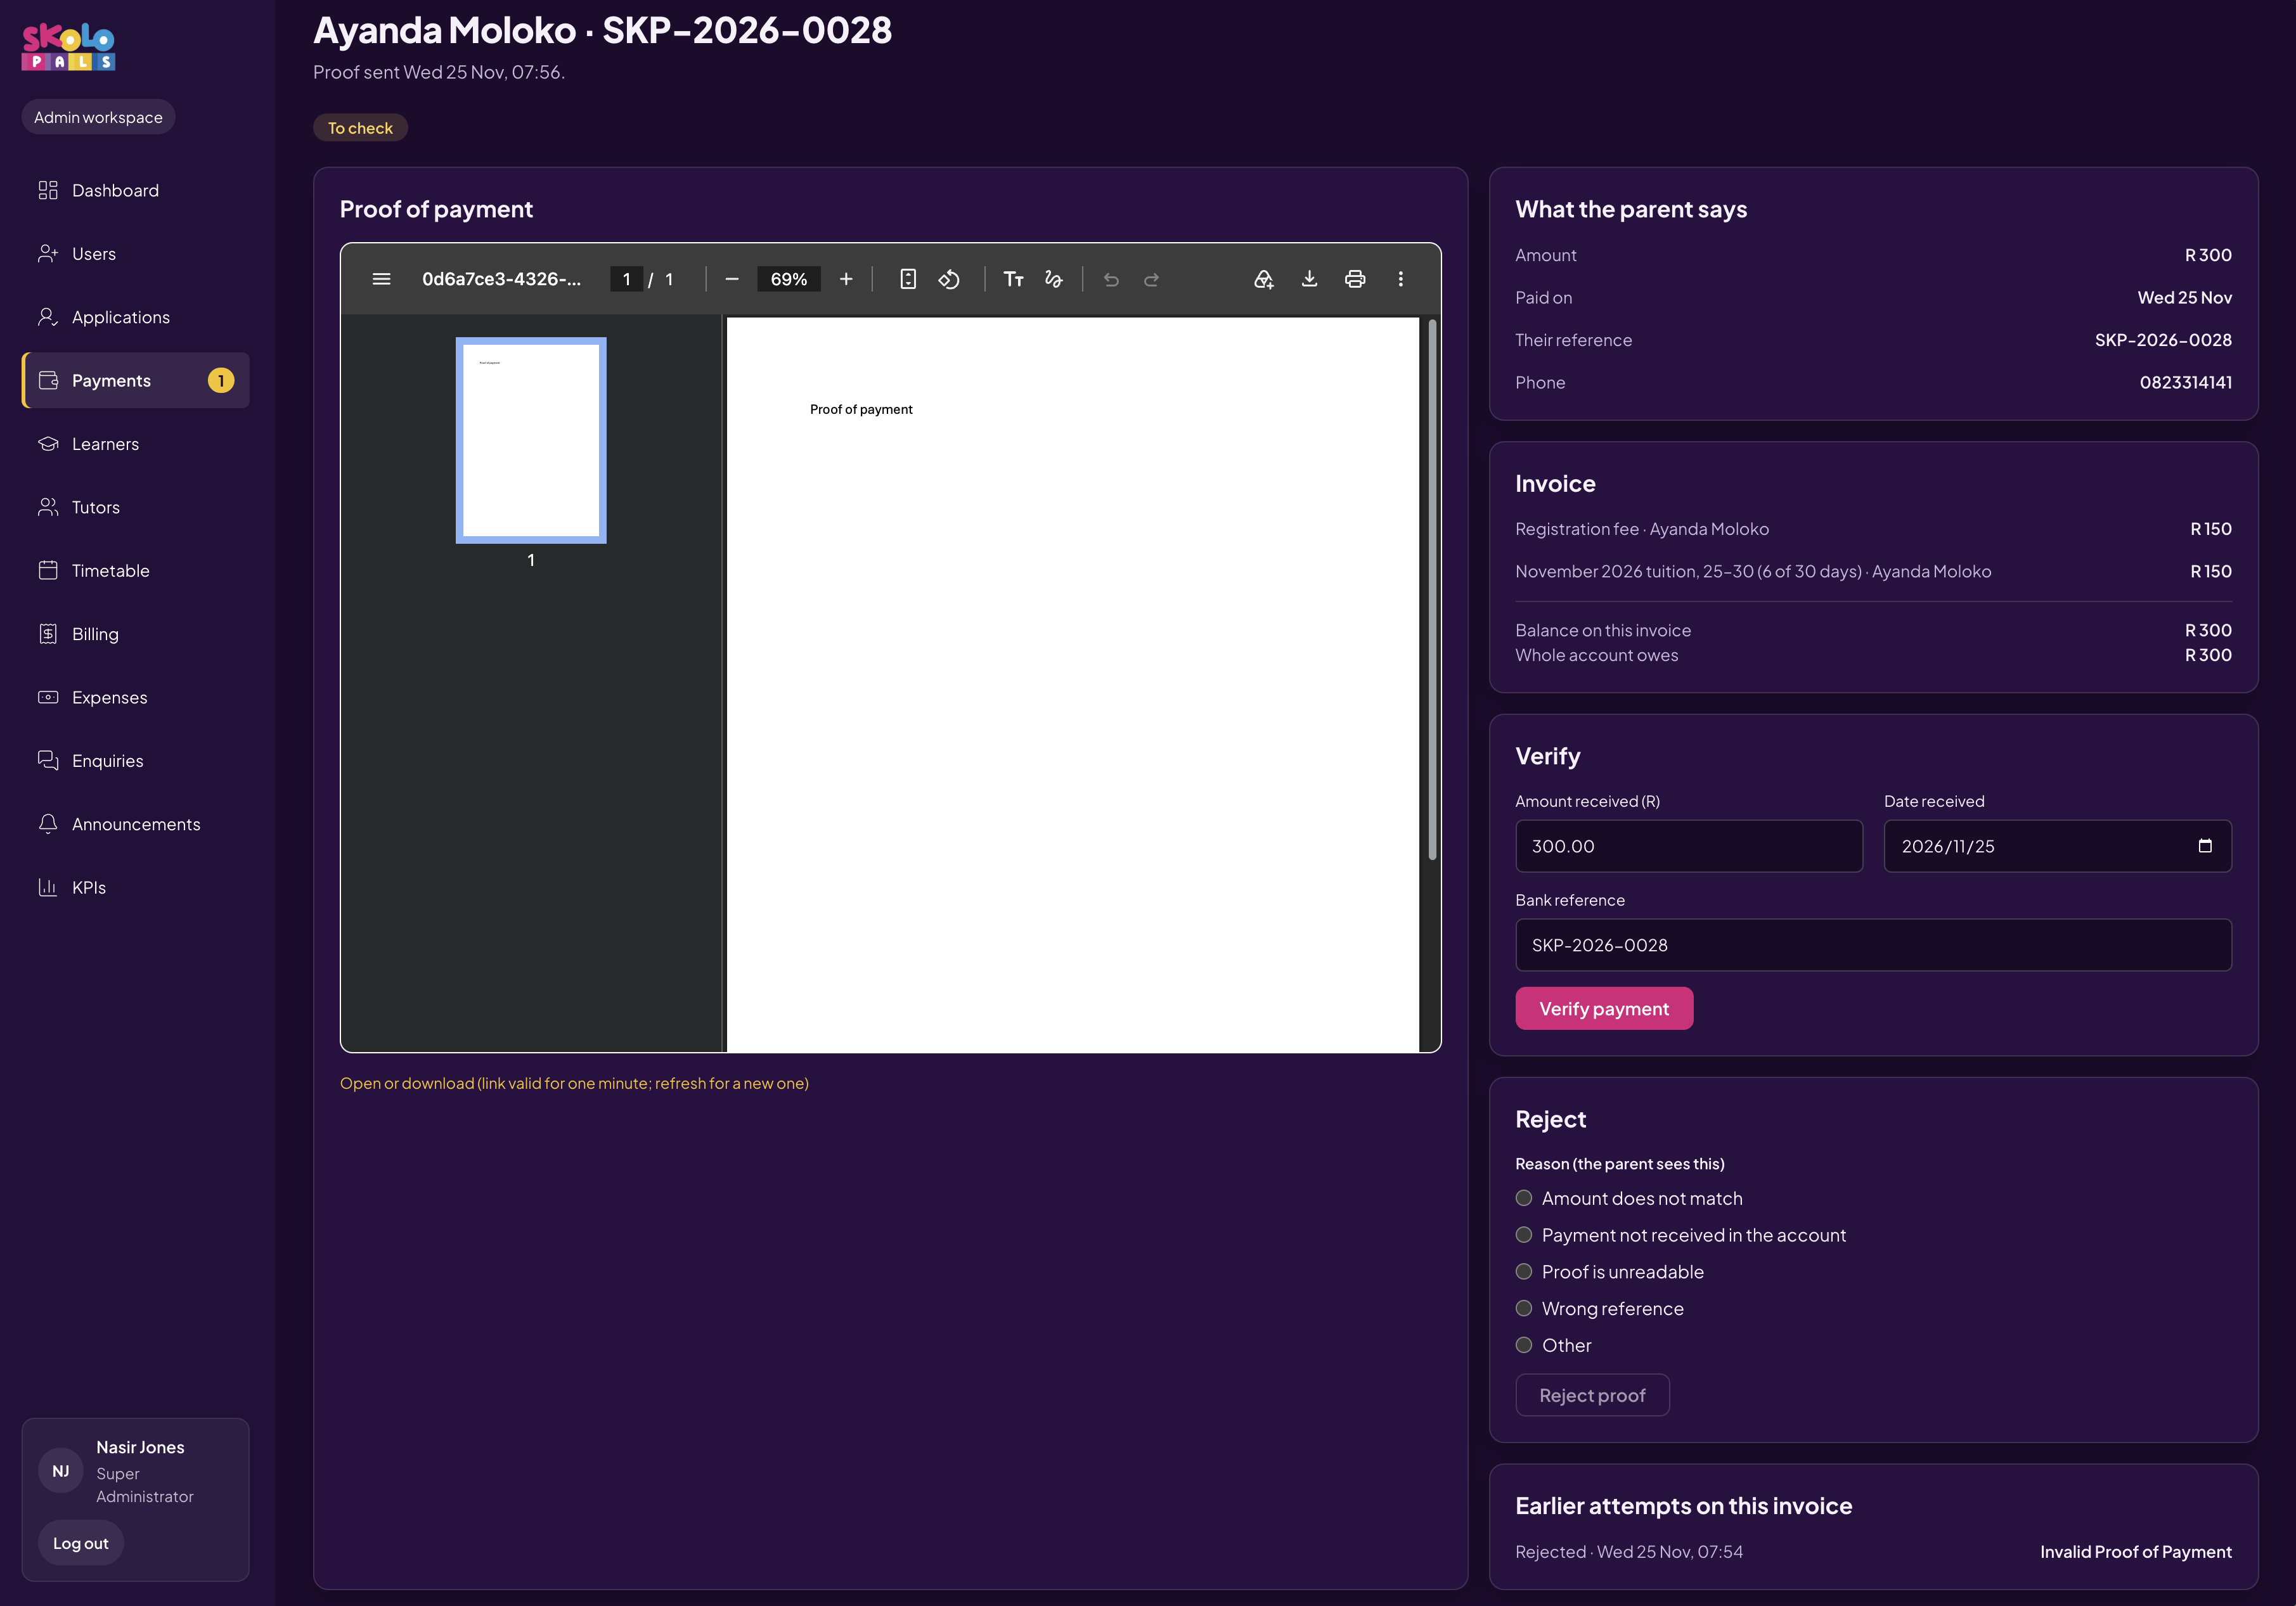 SKOLO
PALS
Admin workspace
Dashboard
Users
Applications
Payments 1
Learners
Tutors
Timetable
Billing
Expenses
Enquiries
Announcements
KPIs
NJ
Nasir Jones
Super
Administrator
Log out
Ayanda Moloko · SKP-2026-0028
Proof sent Wed 25 Nov, 07:56.
To check
Proof of payment
0d6a7ce3-4326-... 1 / 1 69%
1
Proof of payment
Open or download (link valid for one minute; refresh for a new one)
What the parent says
Amount R 300
Paid on Wed 25 Nov
Their reference SKP-2026-0028
Phone 0823314141
Invoice
Registration fee · Ayanda Moloko R 150
November 2026 tuition, 25–30 (6 of 30 days) · Ayanda Moloko R 150
Balance on this invoice R 300
Whole account owes R 300
Verify
Amount received (R) Date received
300.00 2026/11/25
Bank reference
SKP-2026-0028
Verify payment
Reject
Reason (the parent sees this)
Amount does not match
Payment not received in the account
Proof is unreadable
Wrong reference
Other
Reject proof
Earlier attempts on this invoice
Rejected · Wed 25 Nov, 07:54 Invalid Proof of Payment